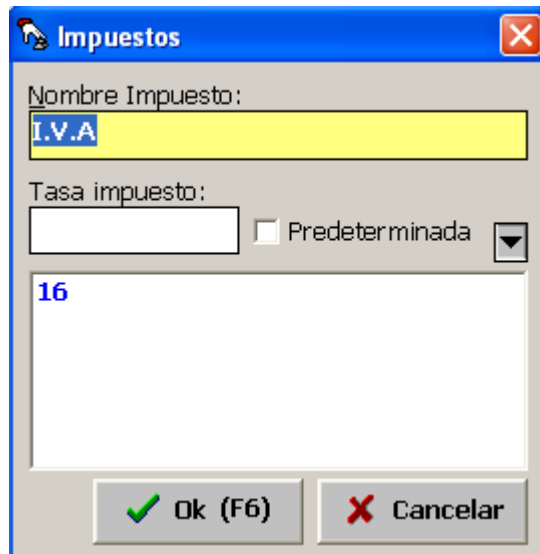 Impuestos
Nombre Impuesto:
I.V.A
Tasa impuesto:
Predeterminada
16
Ok (F6) Cancelar